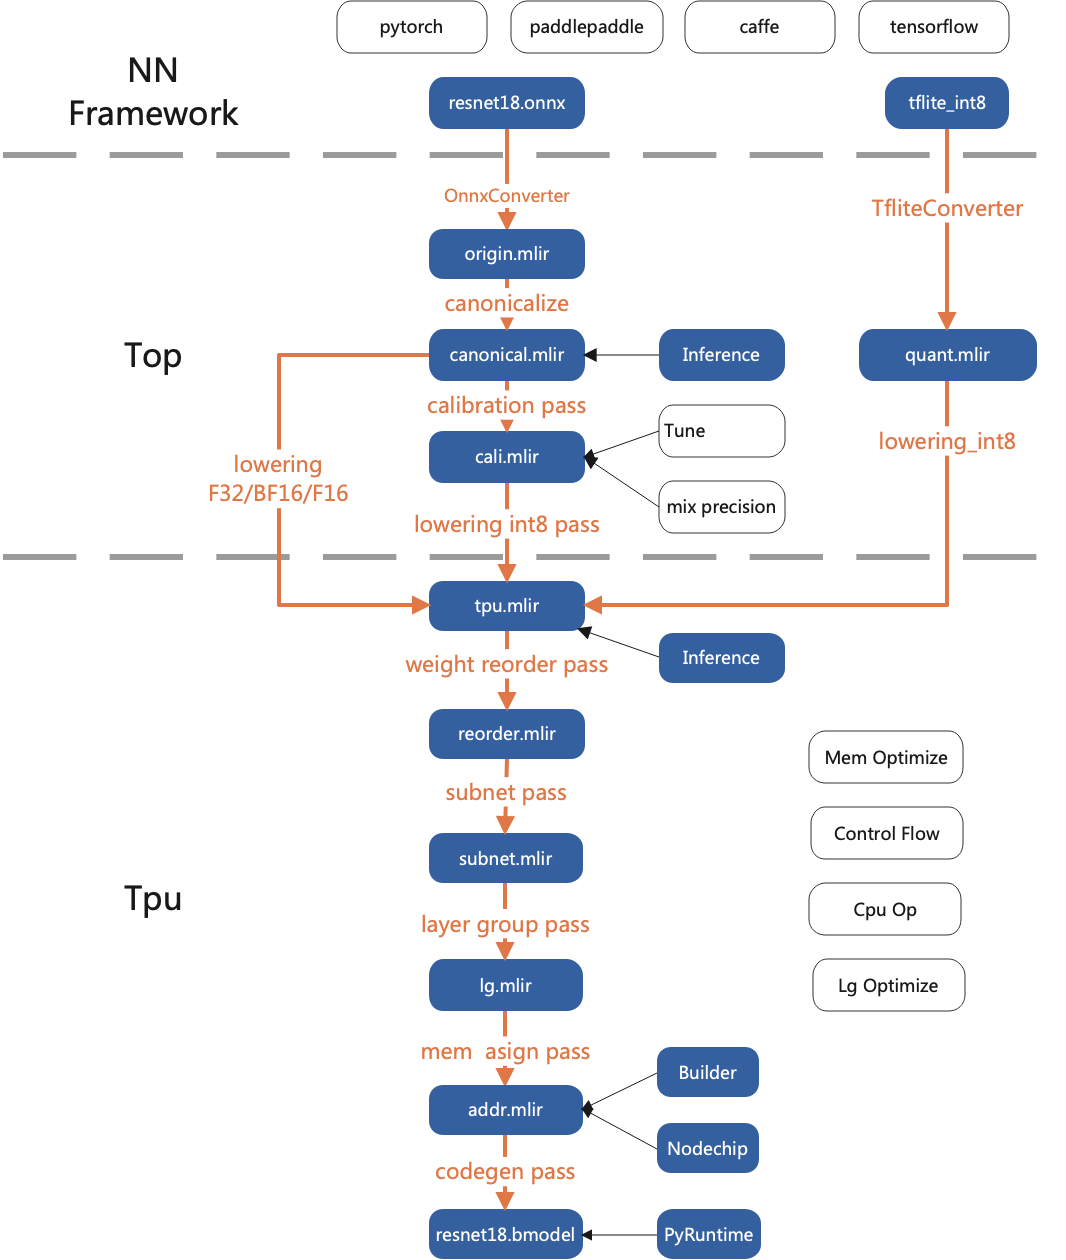 pytorch
paddlepaddle
caffe
tensorflow
NN
Framework
resnet18.onnx
tflite_int8
OnnxConverter
TfliteConverter
origin.mlir
canonicalize
Top
canonical.mlir
Inference
quant.mlir
calibration pass
Tune
lowering_int8
cali.mlir
lowering
F32/BF16/F16
mix precision
lowering int8 pass
tpu.mlir
Inference
weight reorder pass
reorder.mlir
Mem Optimize
subnet pass
Control Flow
subnet.mlir
Tpu
Cpu Op
layer group pass
lg.mlir
Lg Optimize
mem asign pass
Builder
addr.mlir
Nodechip
codegen pass
resnet18.bmodel
PyRuntime